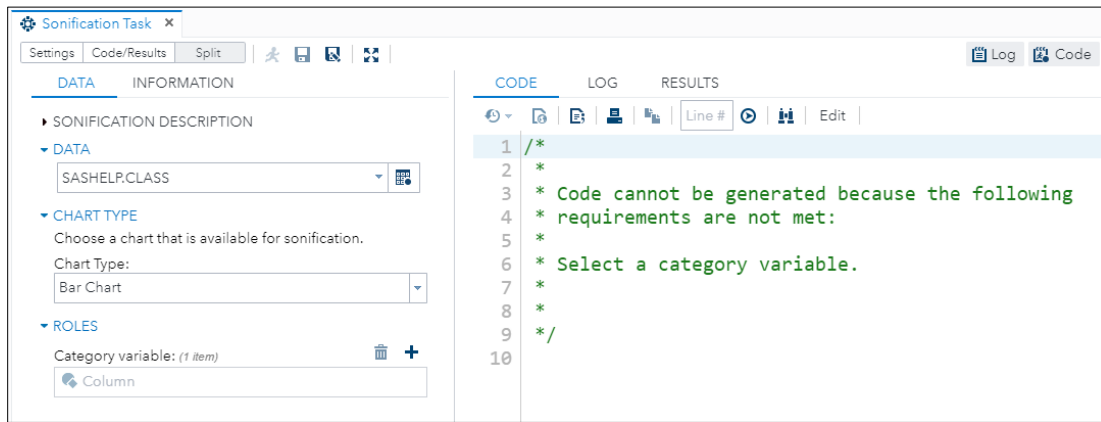 Sonification Task ×
Settings Code/Results Split Log Code
DATA INFORMATION
SONIFICATION DESCRIPTION
DATA
SASHELP.CLASS
CHART TYPE
Choose a chart that is available for sonification.
Chart Type:
Bar Chart
ROLES
Category variable: (1 item)
Column
CODE LOG RESULTS
Line # Edit
1 /*
2 *
3 * Code cannot be generated because the following
4 * requirements are not met:
5 *
6 * Select a category variable.
7 *
8 *
9 */
10